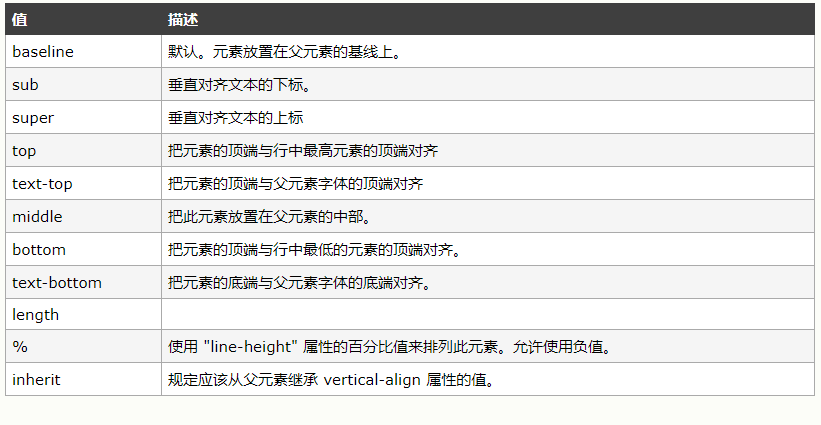 值 描述
baseline 默认。元素放置在父元素的基线上。
sub 垂直对齐文本的下标。
super 垂直对齐文本的上标
top 把元素的顶端与行中最高元素的顶端对齐
text-top 把元素的顶端与父元素字体的顶端对齐
middle 把此元素放置在父元素的中部。
bottom 把元素的顶端与行中最低的元素的顶端对齐。
text-bottom 把元素的底端与父元素字体的底端对齐。
length
% 使用 "line-height" 属性的百分比值来排列此元素。允许使用负值。
inherit 规定应该从父元素继承 vertical-align 属性的值。